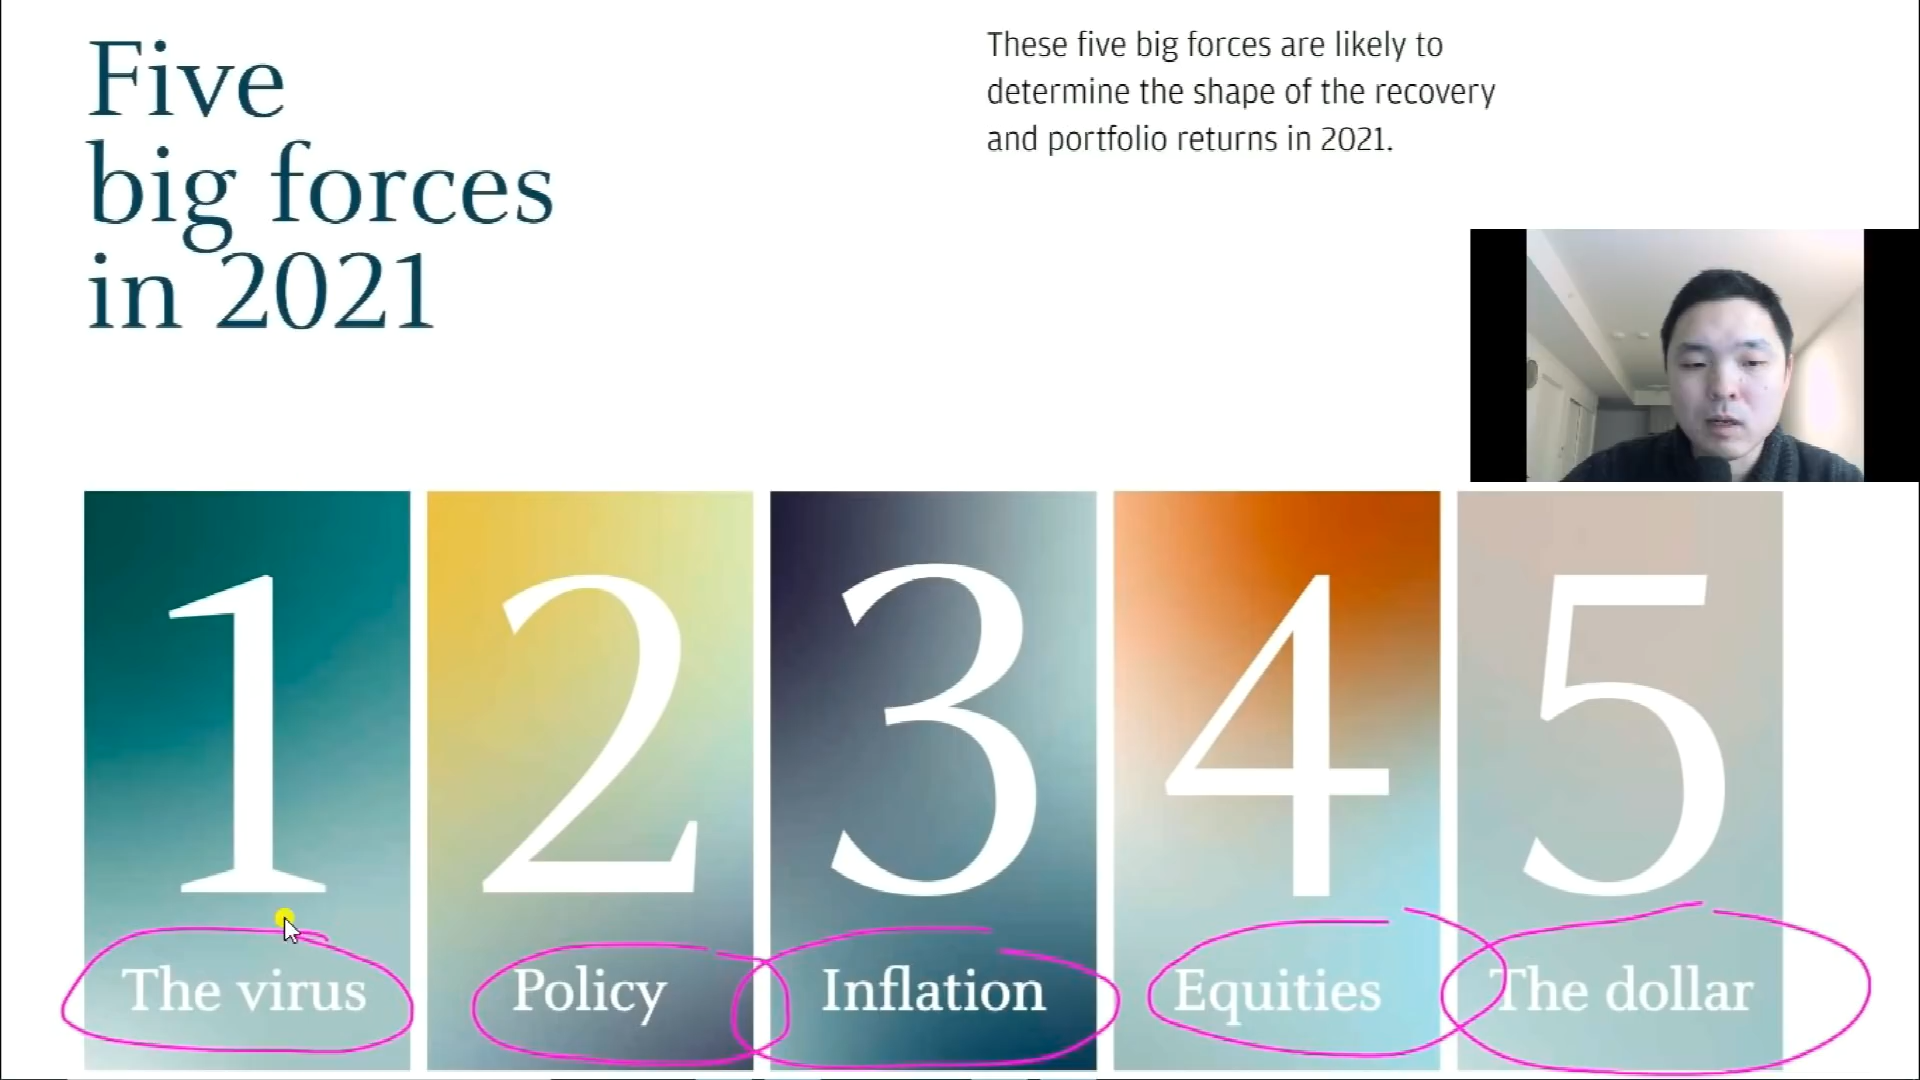 Five
big forces
in 2021
These five big forces are likely to
determine the shape of the recovery
and portfolio returns in 2021.
1
The virus
2
Policy
3
Inflation
4
Equities
5
The dollar